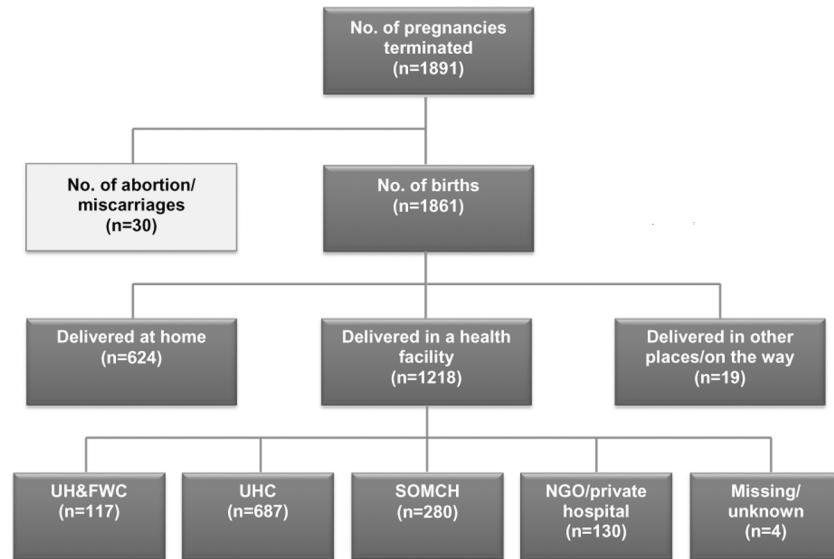 No. of pregnancies
terminated
(n=1891)
No. of abortion/
miscarriages
(n=30)
No. of births
(n=1861)
Delivered at home
(n=624)
Delivered in a health
facility
(n=1218)
Delivered in other
places/on the way
(n=19)
UH&FWC
(n=117)
UHC
(n=687)
SOMCH
(n=280)
NGO/private
hospital
(n=130)
Missing/
unknown
(n=4)